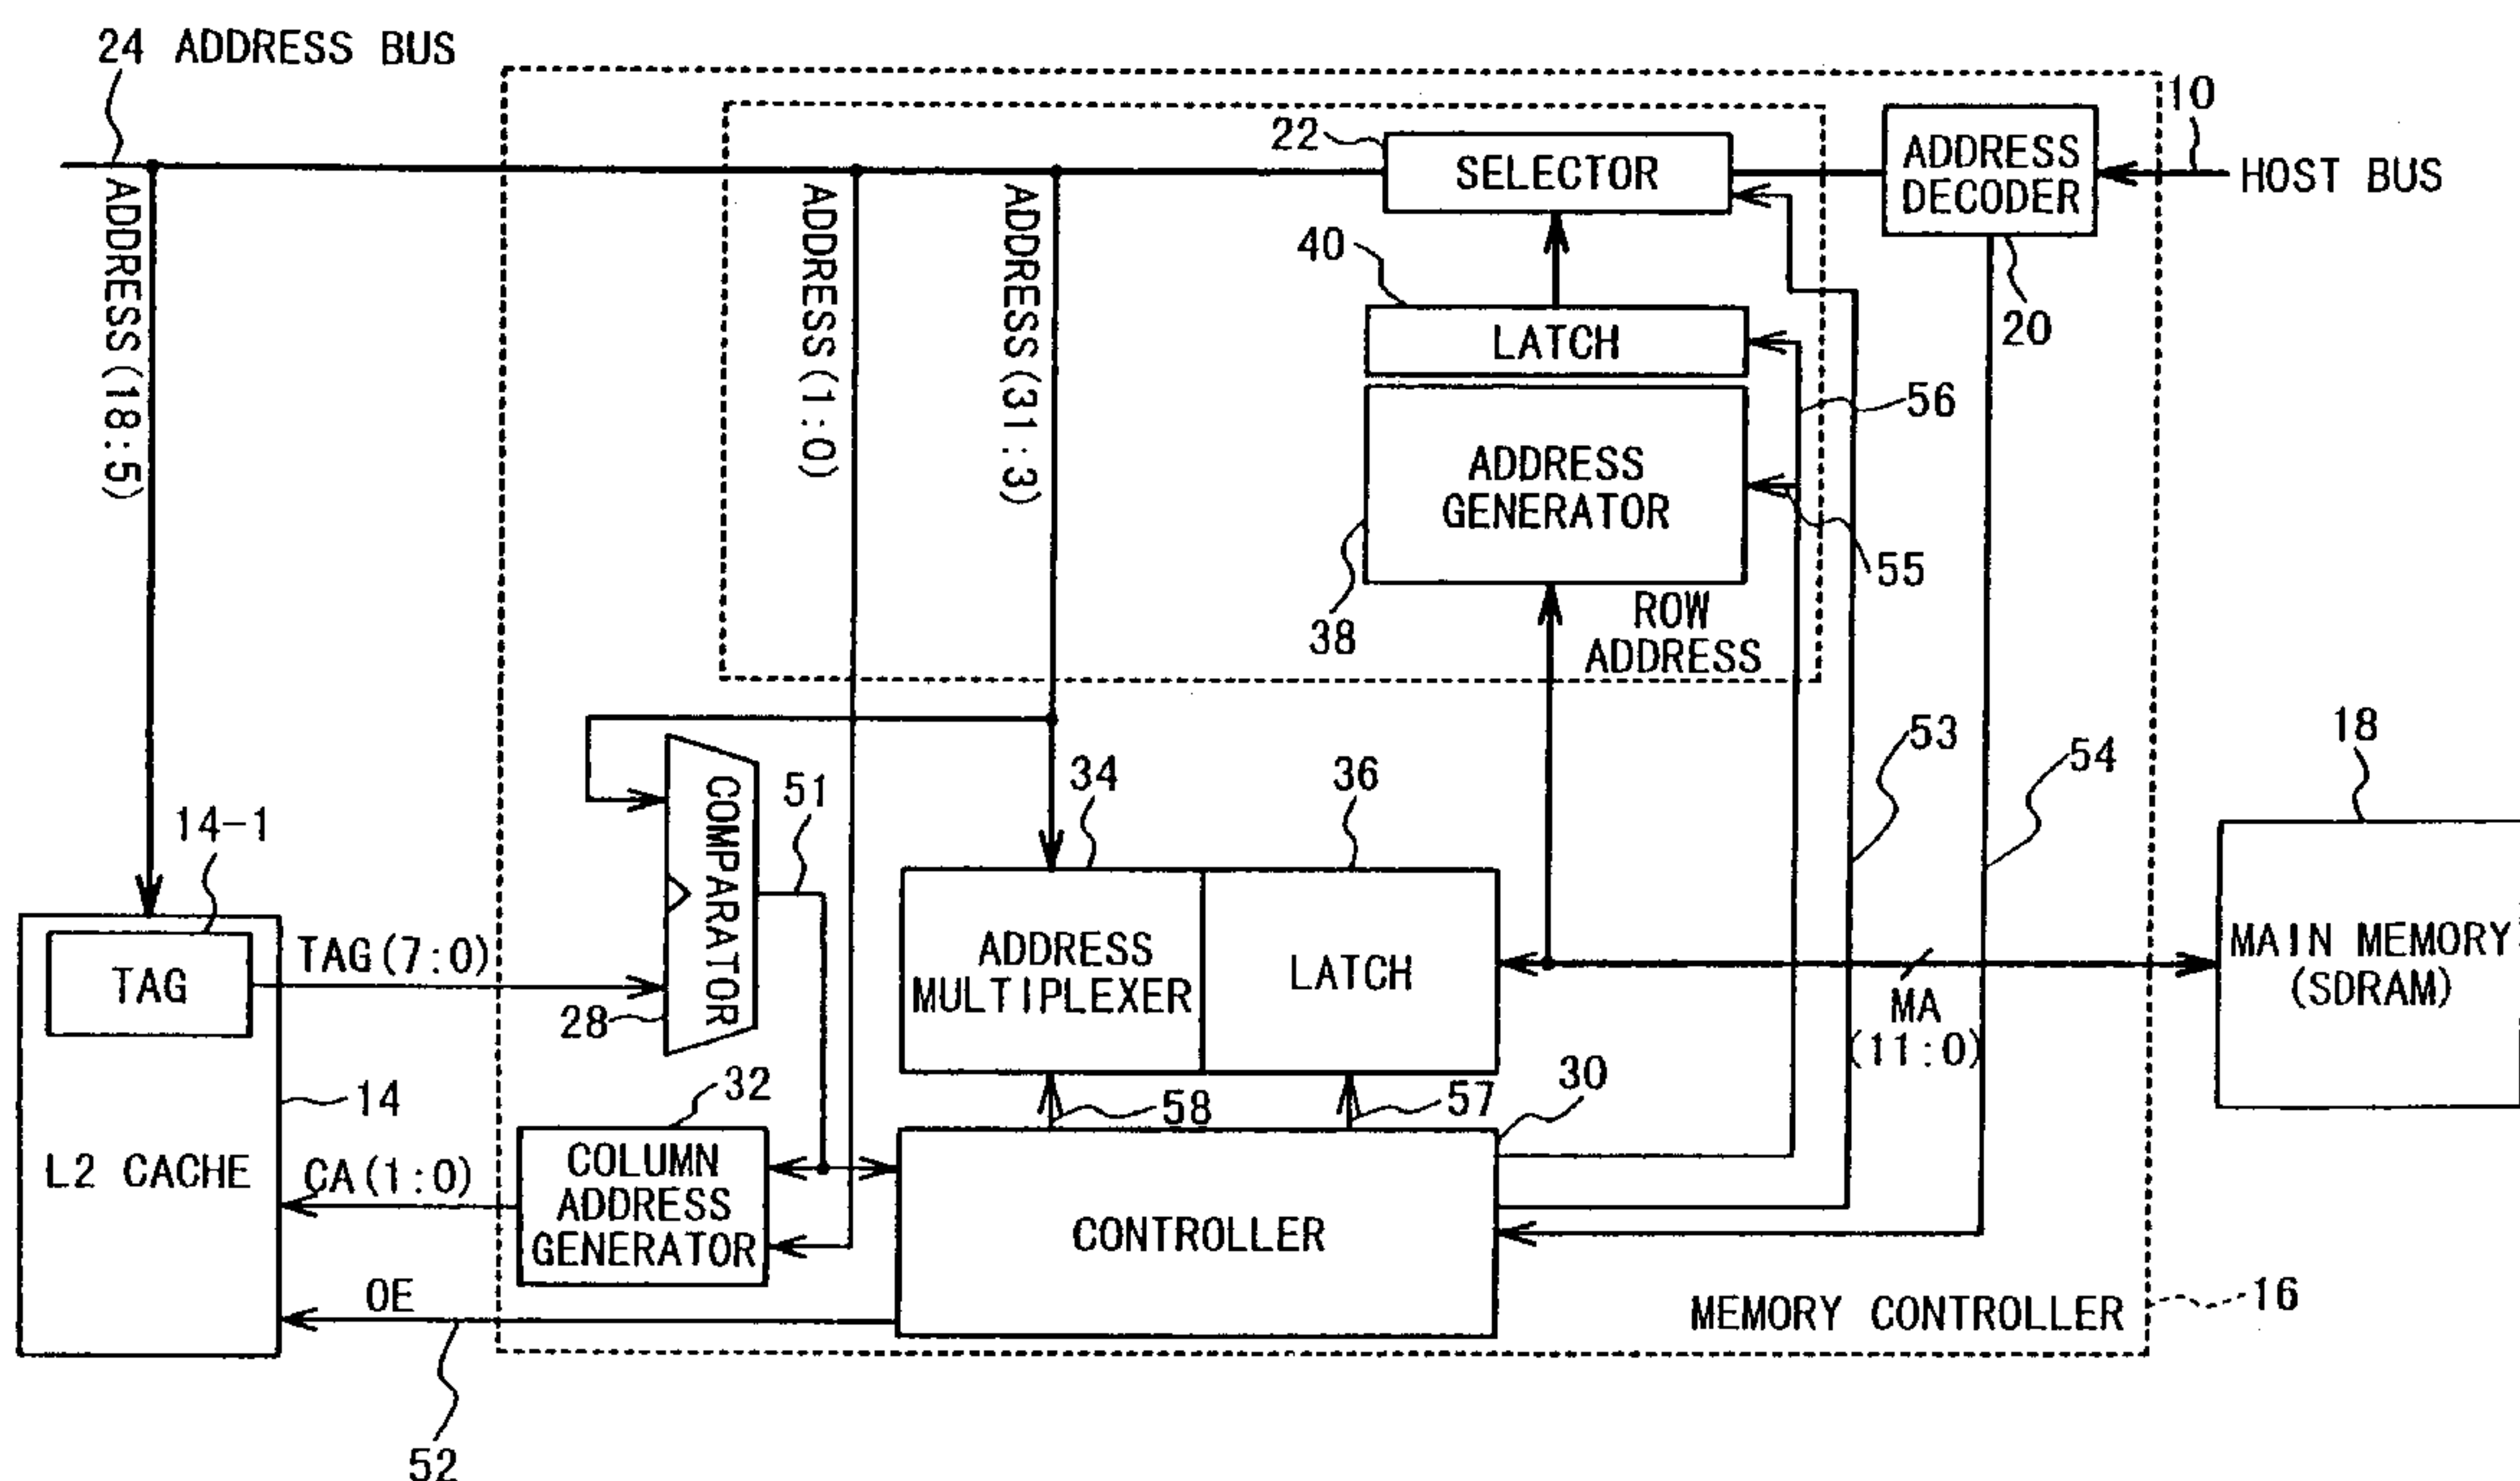 24 ADDRESS BUS
10
HOST BUS
22
SELECTOR
ADDRESS
DECODER
20
40
LATCH
56
ADDRESS
GENERATOR
55
38
ROW
ADDRESS
ADDRESS(18:5)
ADDRESS(1:0)
ADDRESS(31:3)
53
54
18
14-1
COMPARATOR
51
34
36
TAG
TAG(7:0)
28
ADDRESS
MULTIPLEXER
LATCH
MA
(11:0)
MAIN MEMORY
(SDRAM)
14
32
58
57
30
L2 CACHE
CA(1:0)
COLUMN
ADDRESS
GENERATOR
CONTROLLER
OE
52
MEMORY CONTROLLER
16